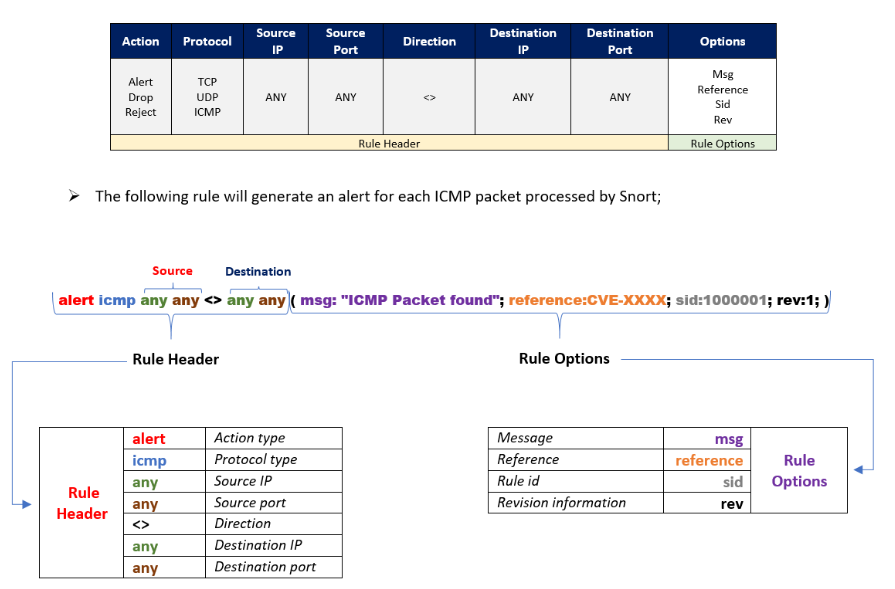 Action Protocol Source IP Source Port Direction Destination IP Destination Port Options
Alert
Drop
Reject
TCP
UDP
ICMP
ANY
ANY
<>
ANY
ANY
Msg
Reference
Sid
Rev
Rule Header
Rule Options
➢ The following rule will generate an alert for each ICMP packet processed by Snort;
Source
Destination
alert icmp any any <> any any ( msg: "ICMP Packet found"; reference:CVE-XXXX; sid:1000001; rev:1; )
Rule Header
Rule Options
Rule Header
alert Action type
icmp Protocol type
any Source IP
any Source port
<> Direction
any Destination IP
any Destination port
Message msg
Reference reference
Rule id sid
Revision information rev
Rule Options